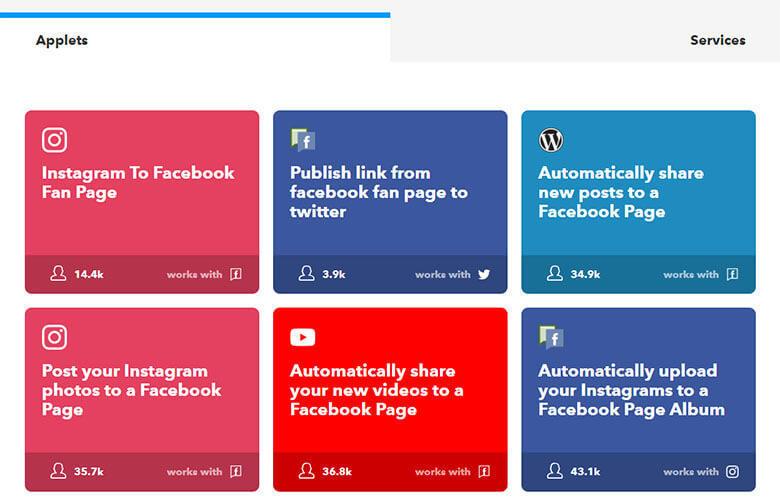 Applets
Services
Instagram To Facebook
Fan Page
14.4k works with
Publish link from
facebook fan page to
twitter
3.9k works with
Automatically share
new posts to a
Facebook Page
34.9k works with
Post your Instagram
photos to a Facebook
Page
35.7k works with
Automatically share
your new videos to a
Facebook Page
36.8k works with
Automatically upload
your Instagrams to a
Facebook Page Album
43.1k works with